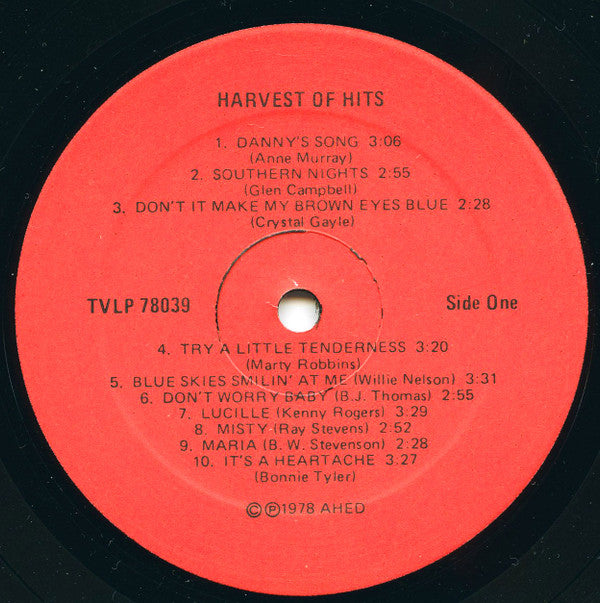 HARVEST OF HITS
1. DANNY'S SONG 3:06
(Anne Murray)
2. SOUTHERN NIGHTS 2:55
(Glen Campbell)
3. DON'T IT MAKE MY BROWN EYES BLUE 2:28
(Crystal Gayle)
TVLP 78039 Side One
4. TRY A LITTLE TENDERNESS 3:20
(Marty Robbins)
5. BLUE SKIES SMILIN' AT ME (Willie Nelson) 3:31
6. DON'T WORRY BABY (B.J. Thomas) 2:55
7. LUCILLE (Kenny Rogers) 3:29
8. MISTY (Ray Stevens) 2:52
9. MARIA (B. W. Stevenson) 2:28
10. IT'S A HEARTACHE 3:27
(Bonnie Tyler)
©℗1978 AHED